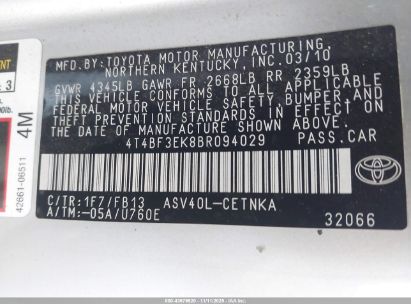 MFD.BY:TOYOTA MOTOR MANUFACTURING
NORTHERN KENTUCKY,INC.03/10
GVWR 4345LB GAWR FR 2668LB RR 2359LB
THIS VEHICLE CONFORMS TO ALL APPLICABLE
FEDERAL MOTOR VEHICLE SAFETY,BUMPER,AND
THEFT PREVENTION STANDARDS IN EFFECT ON
THE DATE OF MANUFACTURE SHOWN ABOVE.
4T4BF3EK8BR094029 PASS.CAR
C/TR:1F7/FB13 ASV40L-CETNKA
A/TM:-05A/U760E
32066
TOYOTA
4M
42661-06511
3